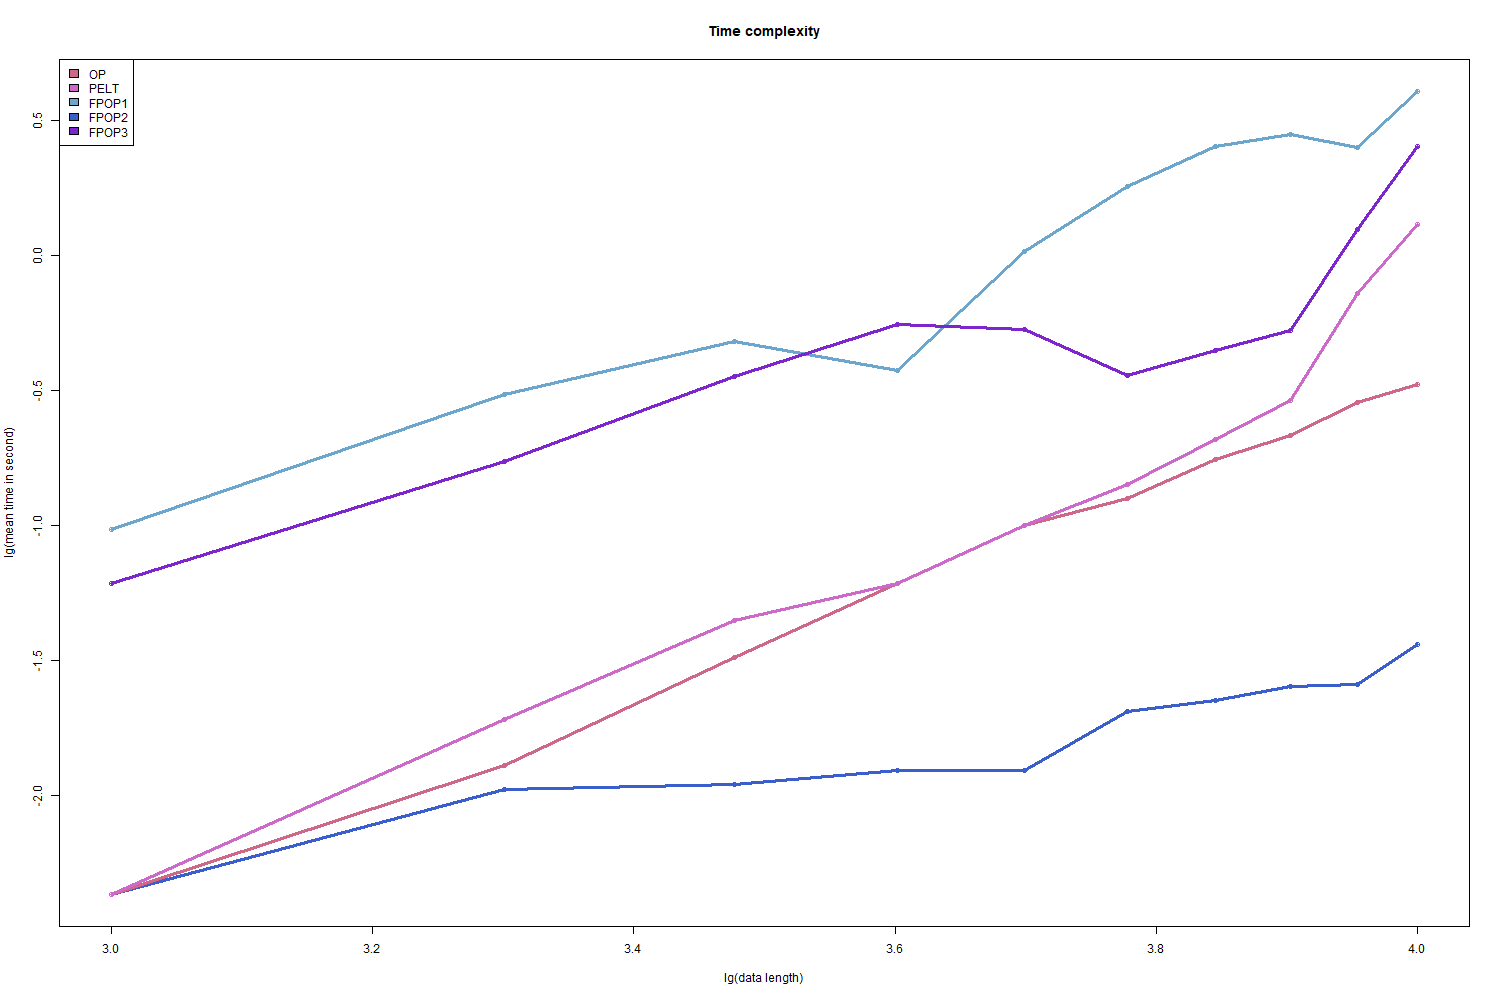 Time complexity
OP
PELT
FPOP1
FPOP2
FPOP3
0.5
0.0
-0.5
-1.0
-1.5
-2.0
lg(mean time in second)
3.0 3.2 3.4 3.6 3.8 4.0
lg(data length)